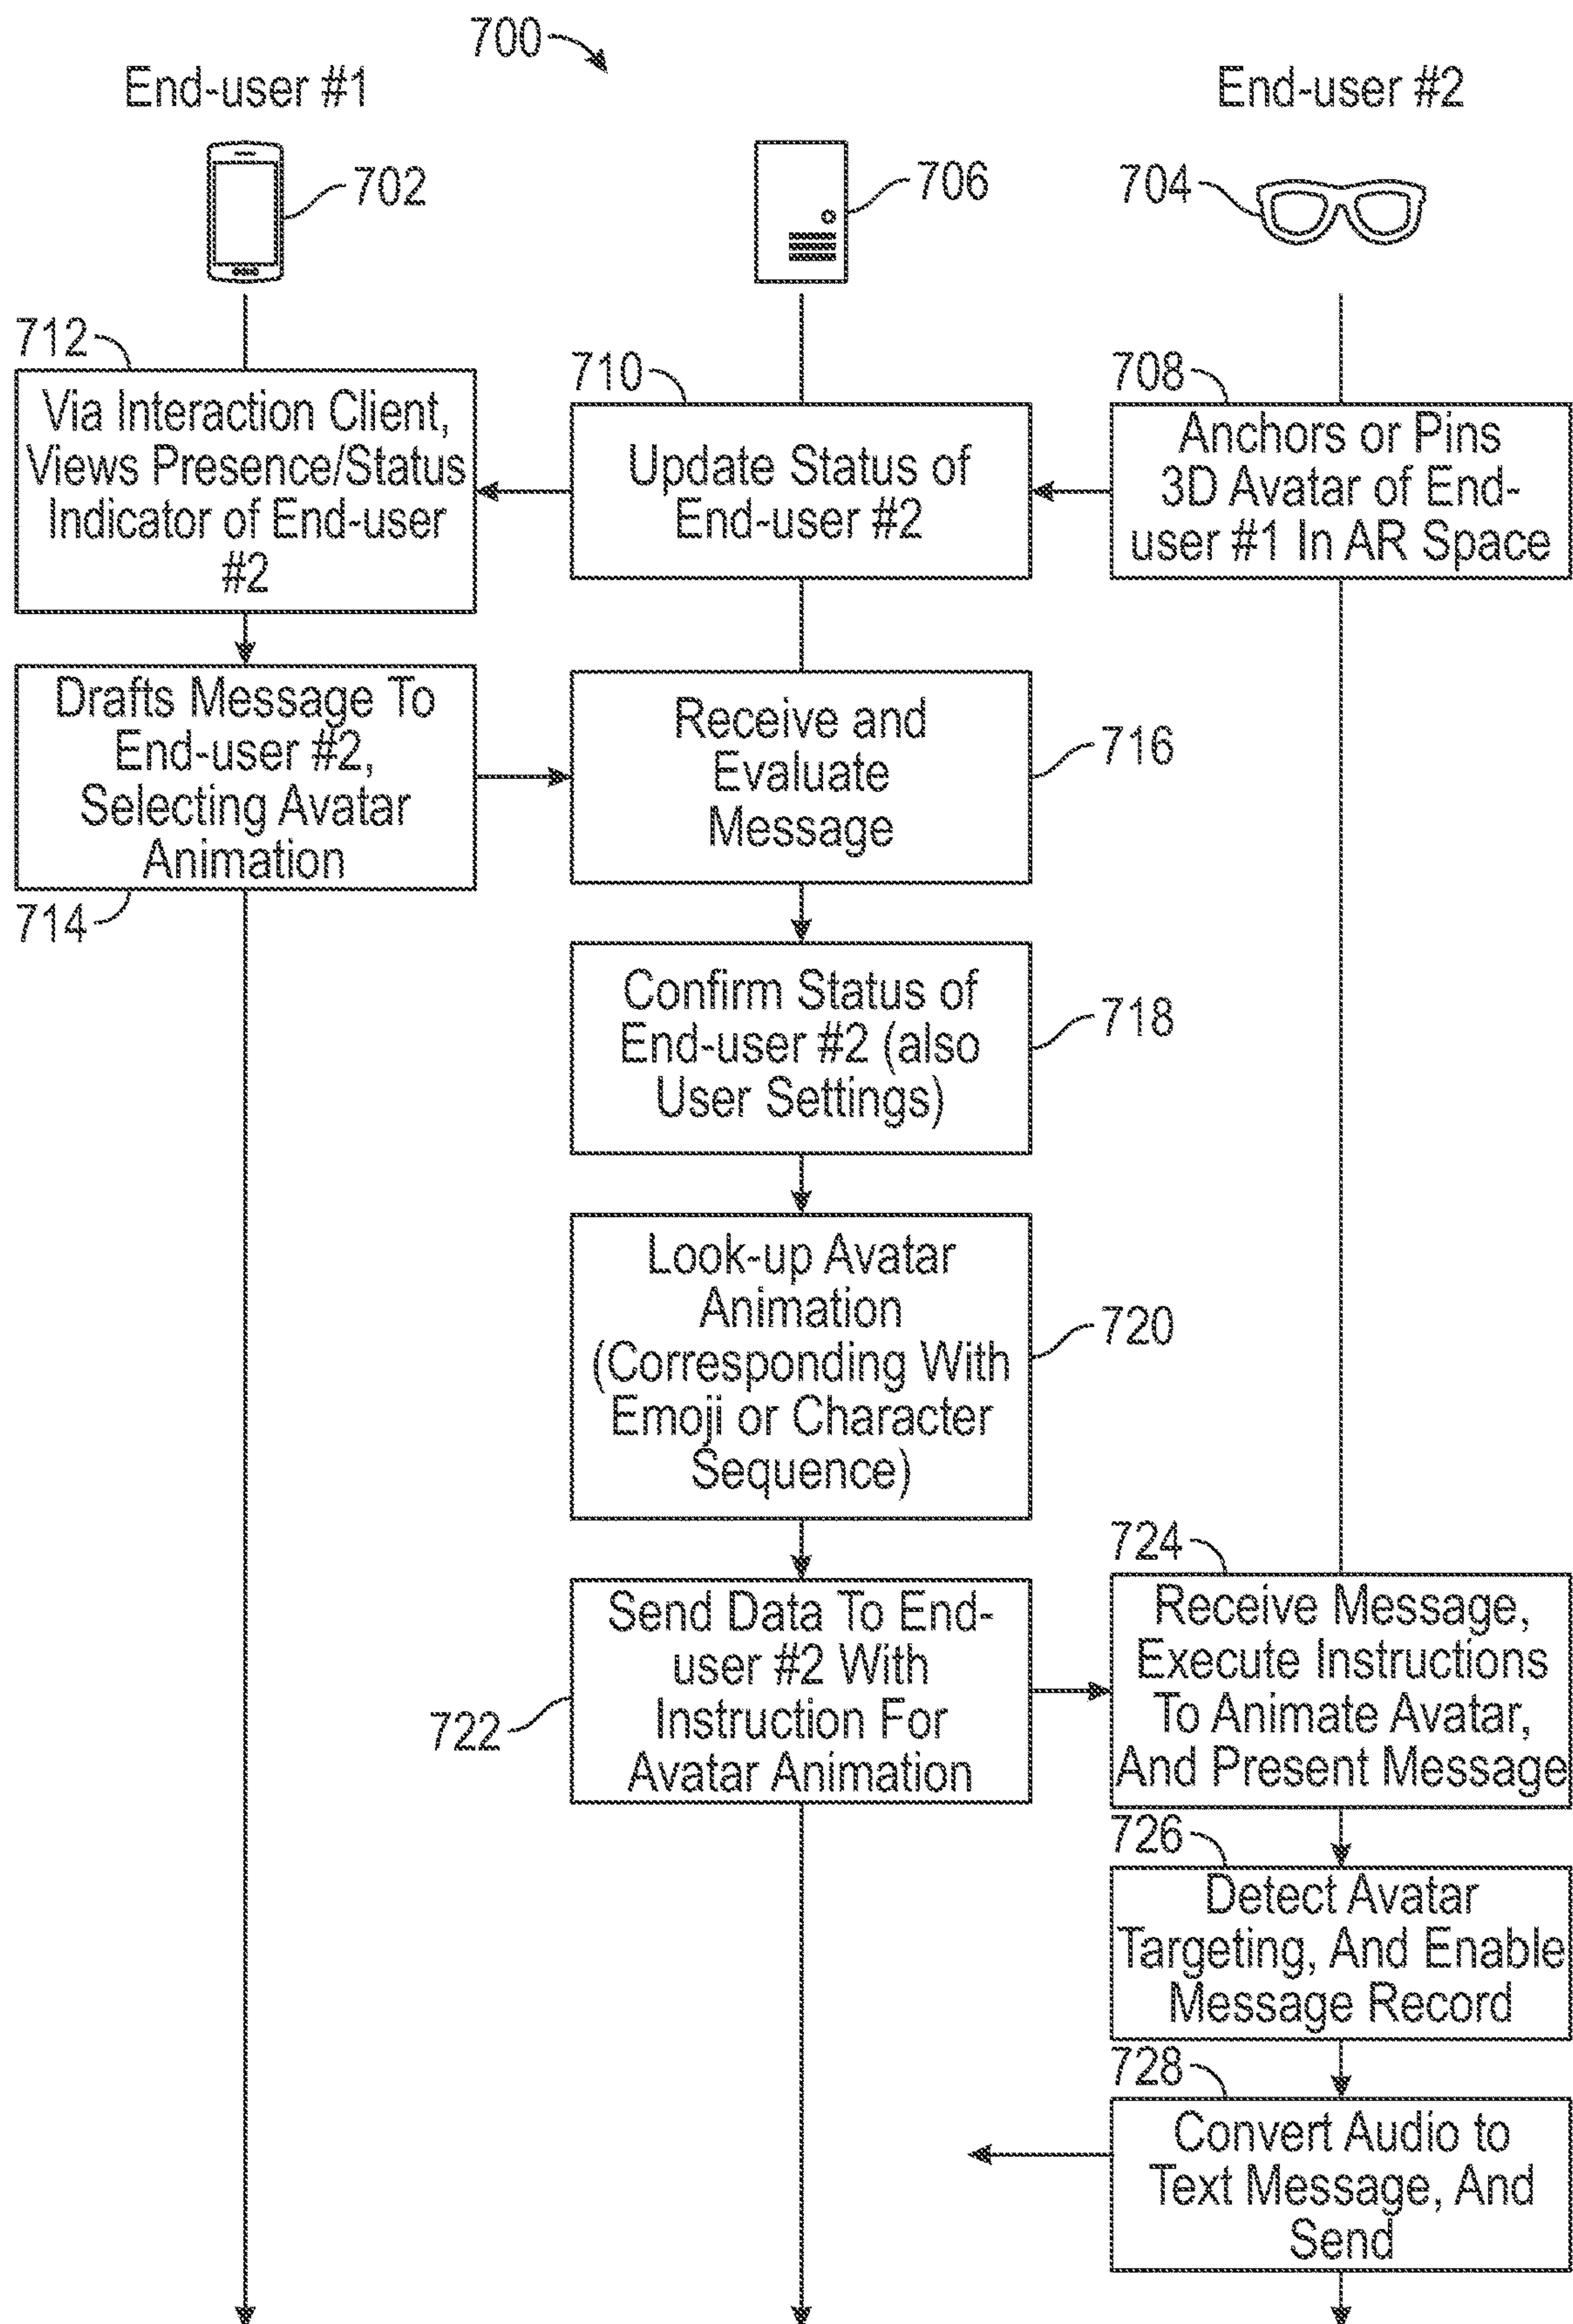 700
End-user #1
End-user #2
702
706
704
712
Via Interaction Client,
Views Presence/Status
Indicator of End-user
#2
710
Update Status of
End-user #2
708
Anchors or Pins
3D Avatar of End-
user #1 In AR Space
Drafts Message To
End-user #2,
Selecting Avatar
Animation
714
Receive and
Evaluate
Message
716
Confirm Status of
End-user #2 (also
User Settings)
718
Look-up Avatar
Animation
(Corresponding With
Emoji or Character
Sequence)
720
Send Data To End-
user #2 With
Instruction For
Avatar Animation
722
724
Receive Message,
Execute Instructions
To Animate Avatar,
And Present Message
726
Detect Avatar
Targeting, And Enable
Message Record
728
Convert Audio to
Text Message, And
Send